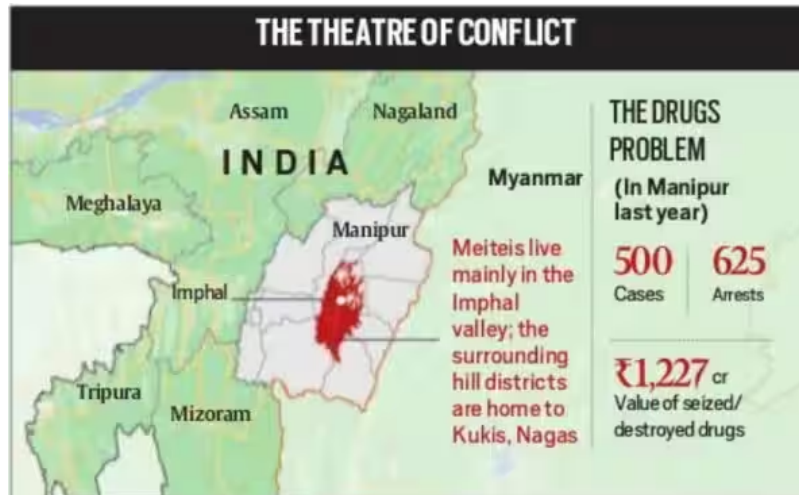 THE THEATRE OF CONFLICT
Assam
Nagaland
INDIA
Meghalaya
Myanmar
Manipur
Imphal
Tripura
Mizoram
Meiteis live
mainly in the
Imphal
valley; the
surrounding
hill districts
are home to
Kukis, Nagas
THE DRUGS
PROBLEM
(In Manipur
last year)
500
Cases
625
Arrests
₹1,227 cr
Value of seized/
destroyed drugs